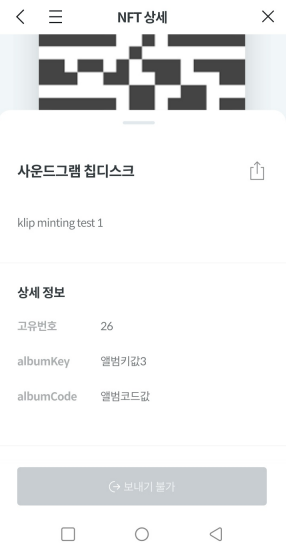 NFT 상세
사운드그램 칩디스크
klip minting test 1
상세 정보
고유번호 26
albumKey 앨범키값3
albumCode 앨범코드값
보내기 불가